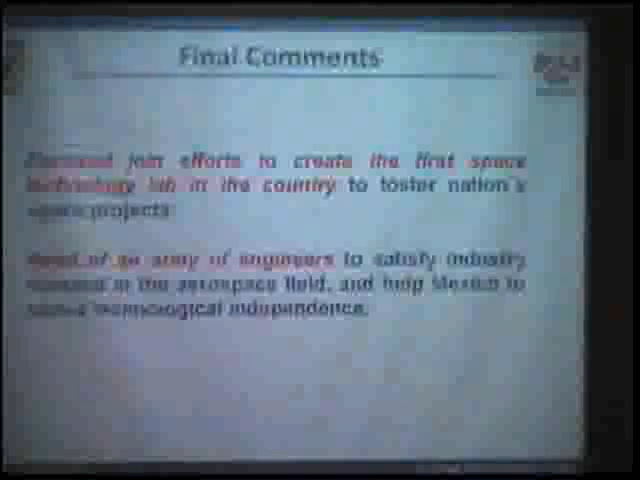 Final Comments
join efforts to create the first space
technology lab in the country to foster nation's
space projects
Need of an army of engineers to satisfy industry
demand in the aerospace field, and help Mexico to
technological independence.